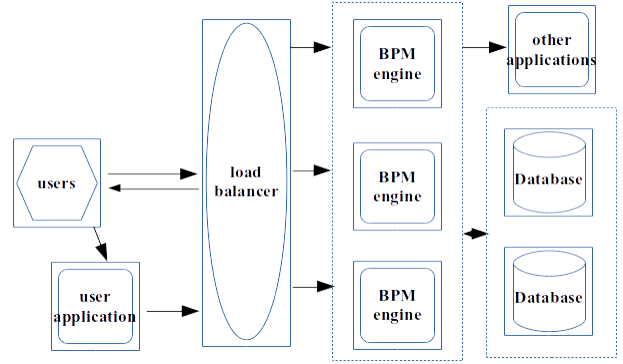 users
user
application
load
balancer
BPM
engine
BPM
engine
BPM
engine
other
applications
Database
Database